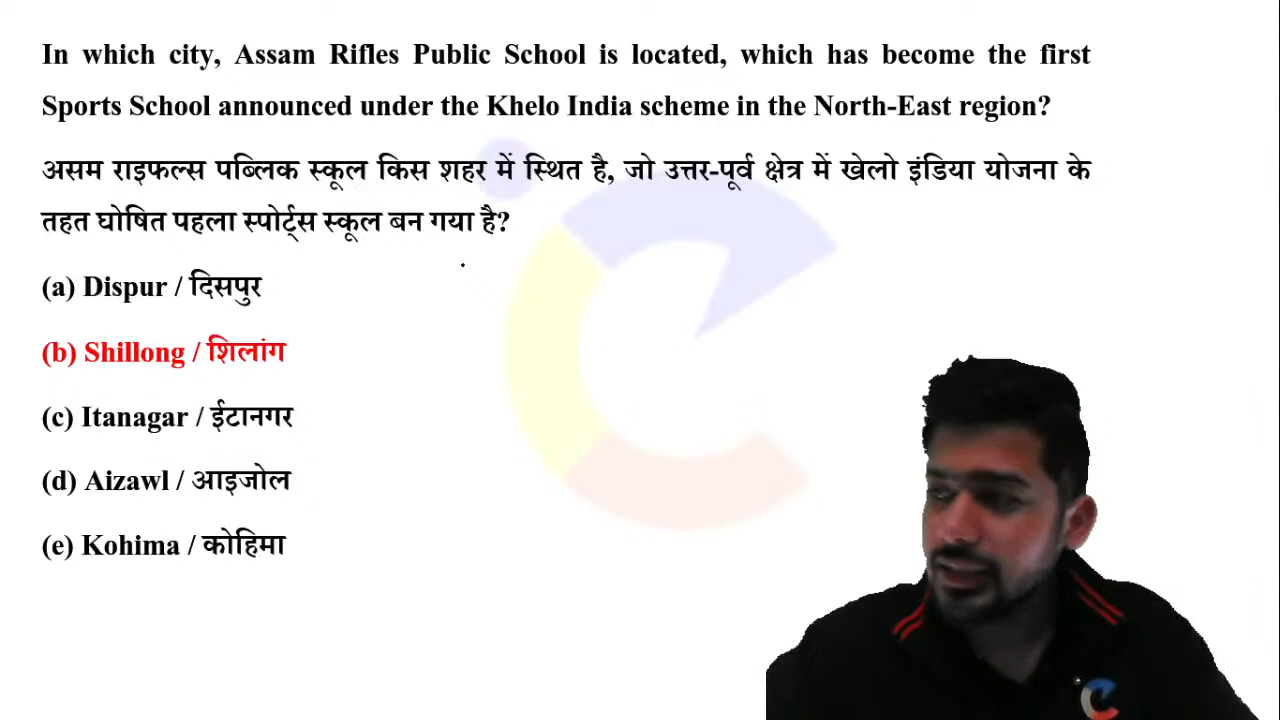 In which city, Assam Rifles Public School is located, which has become the first
Sports School announced under the Khelo India scheme in the North-East region?
असम राइफल्स पब्लिक स्कूल किस शहर में स्थित है, जो उत्तर-पूर्व क्षेत्र में खेलो इंडिया योजना के
तहत घोषित पहला स्पोर्ट्स स्कूल बन गया है?
(a) Dispur / दिसपुर
(b) Shillong / शिलांग
(c) Itanagar / ईटानगर
(d) Aizawl / आइजोल
(e) Kohima / कोहिमा